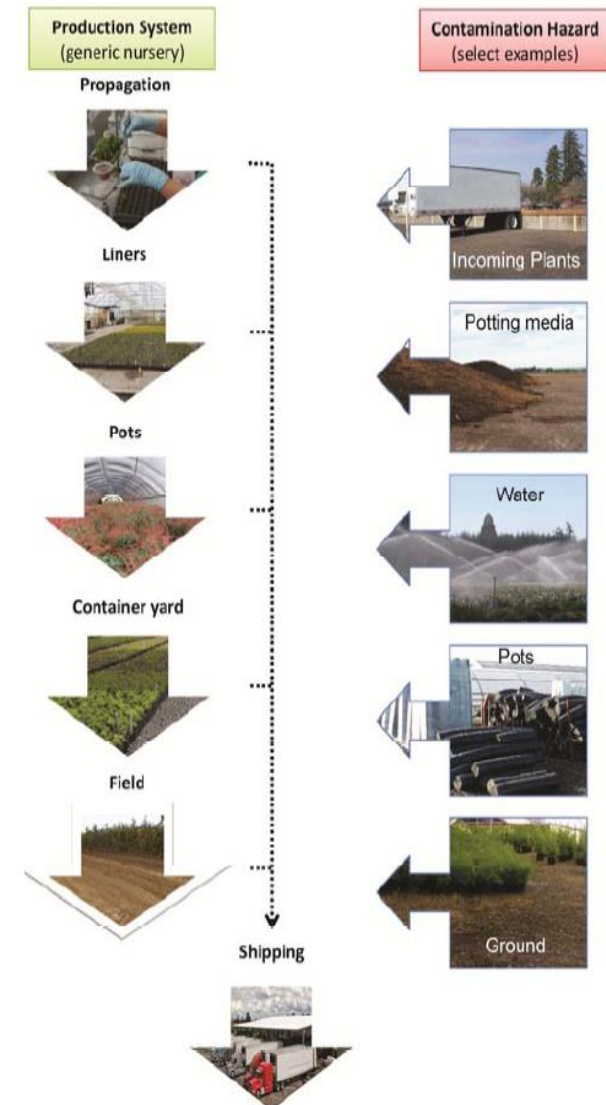 Production System
(generic nursery)
Propagation
Liners
Pots
Container yard
Field
Shipping
Contamination Hazard
(select examples)
Incoming Plants
Potting media
Water
Pots
Ground